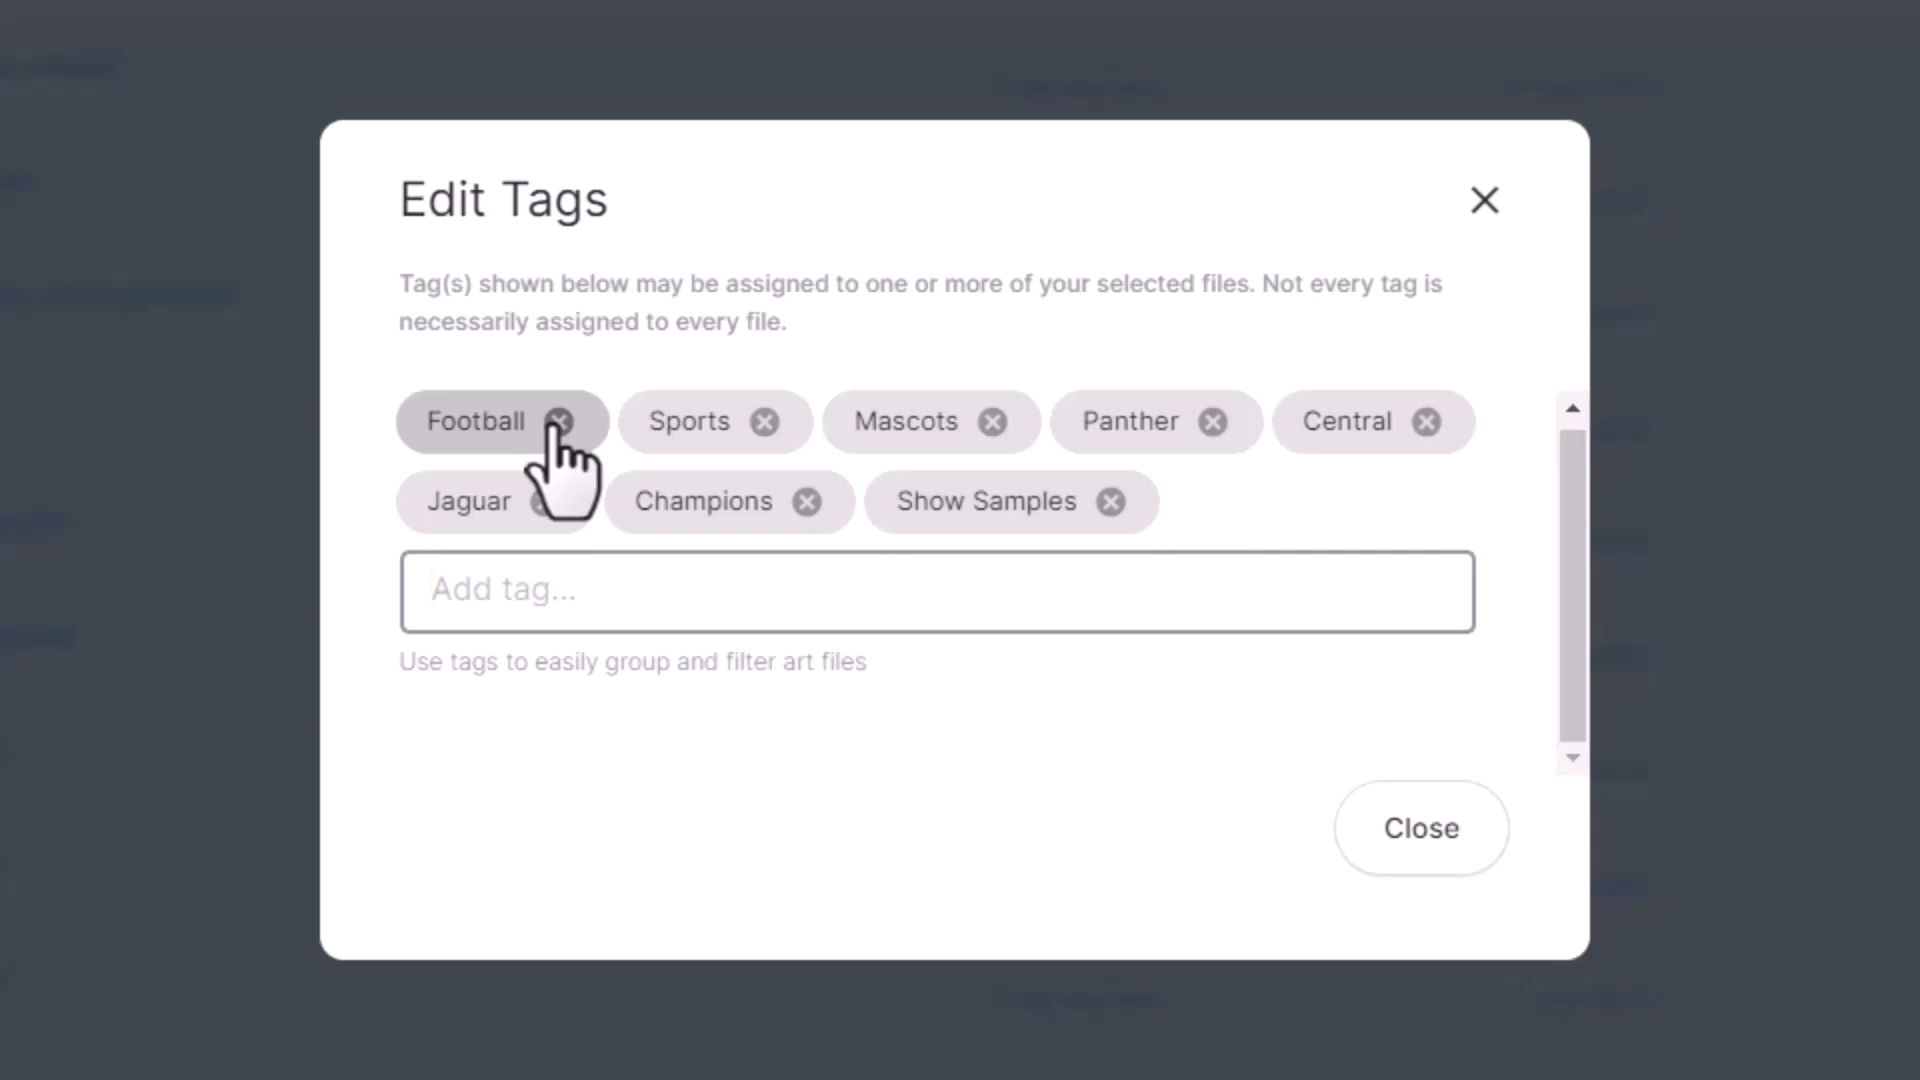 Edit Tags
Tag(s) shown below may be assigned to one or more of your selected files. Not every tag is
necessarily assigned to every file.
Football Sports Mascots Panther Central
Jaguar Champions Show Samples
Add tag...
Use tags to easily group and filter art files
Close